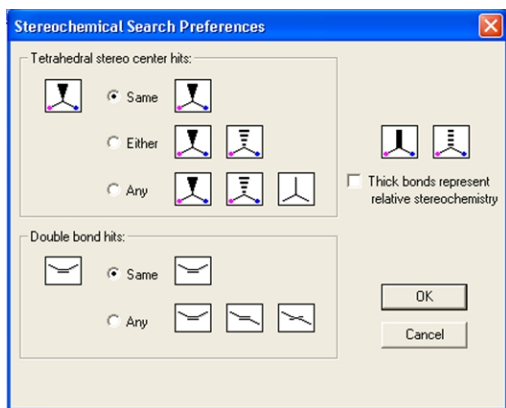 Stereochemical Search Preferences
Tetrahedral stereo center hits:
Same
Either
Any
Thick bonds represent
relative stereochemistry
Double bond hits:
Same
Any
OK
Cancel